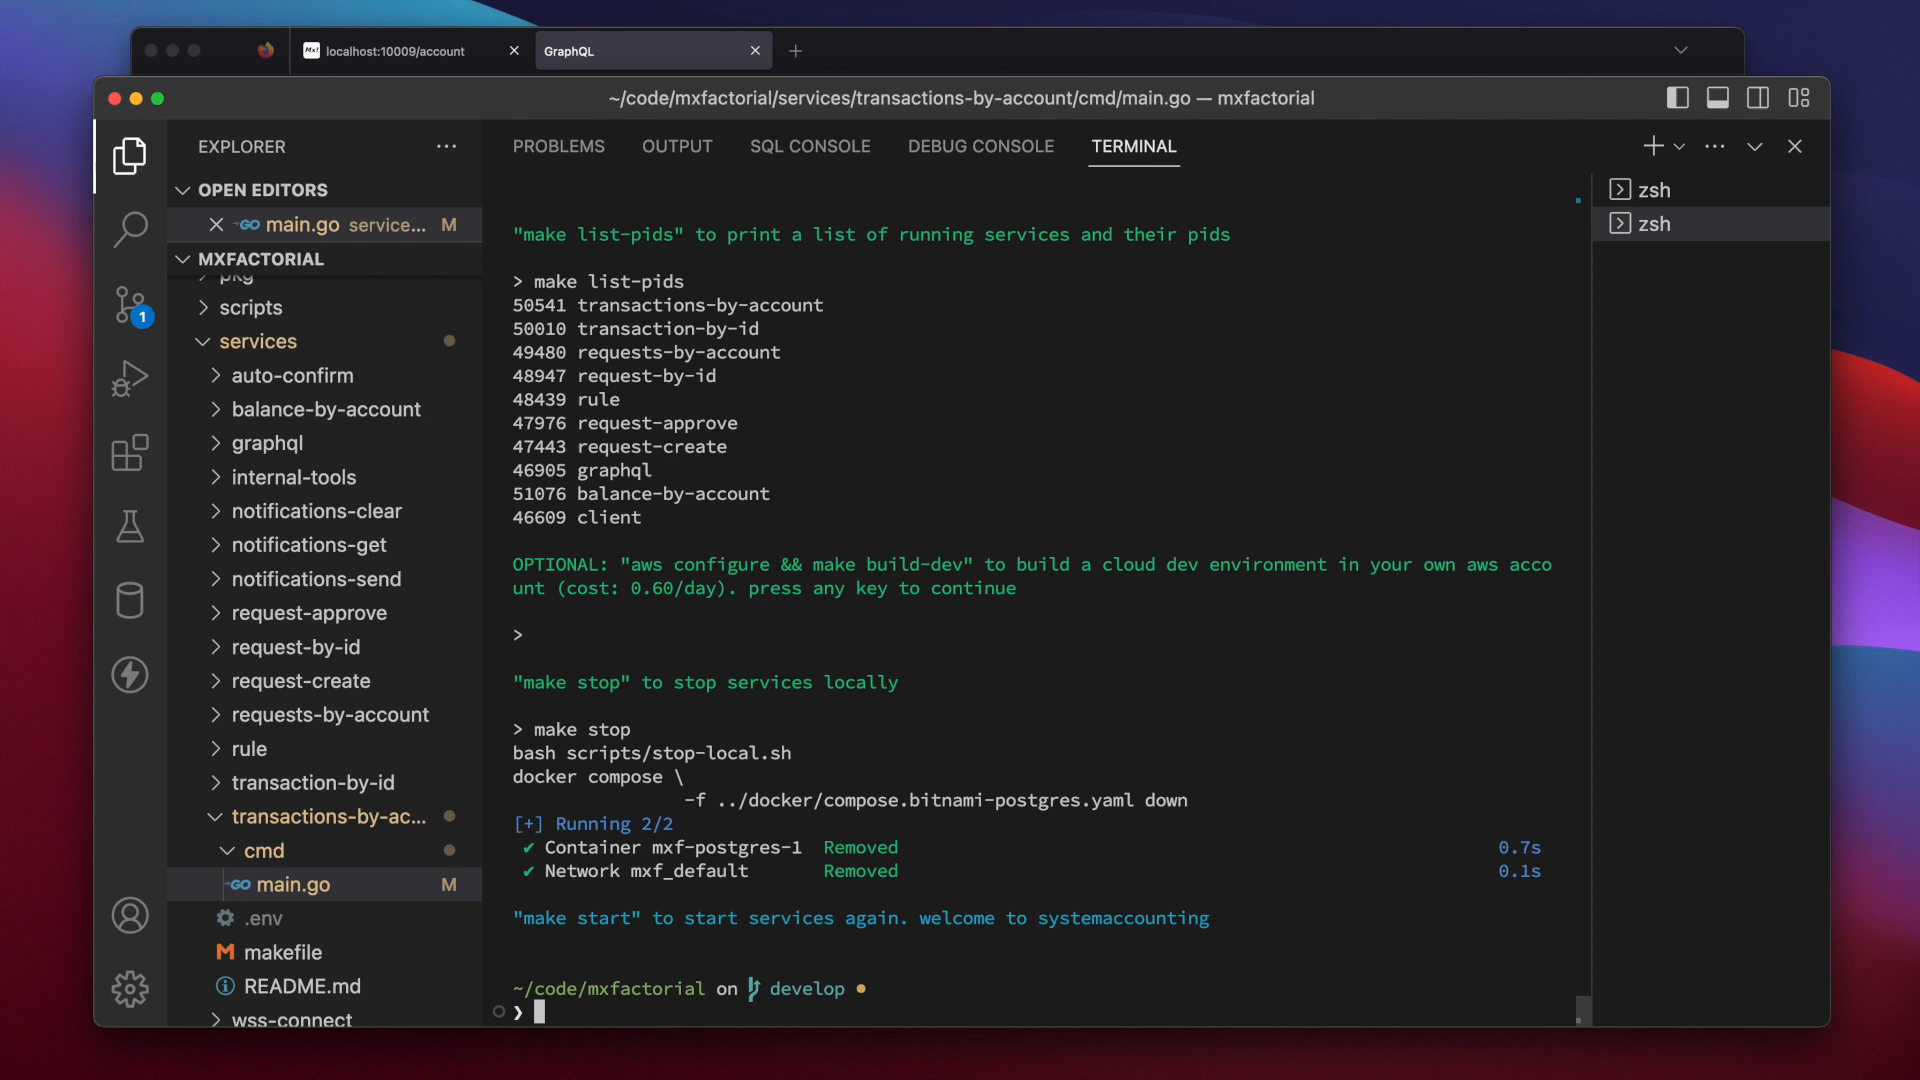 Mx! localhost:10009/account
GraphQL
~/code/mxfactorial/services/transactions-by-account/cmd/main.go — mxfactorial
EXPLORER
OPEN EDITORS
GO main.go service... M
MXFACTORIAL
pkg
scripts
services
auto-confirm
balance-by-account
graphql
internal-tools
notifications-clear
notifications-get
notifications-send
request-approve
request-by-id
request-create
requests-by-account
rule
transaction-by-id
transactions-by-ac...
cmd
GO main.go M
.env
M makefile
README.md
wss-connect
1
PROBLEMS OUTPUT SQL CONSOLE DEBUG CONSOLE TERMINAL
"make list-pids" to print a list of running services and their pids
> make list-pids
50541 transactions-by-account
50010 transaction-by-id
49480 requests-by-account
48947 request-by-id
48439 rule
47976 request-approve
47443 request-create
46905 graphql
51076 balance-by-account
46609 client
OPTIONAL: "aws configure && make build-dev" to build a cloud dev environment in your own aws acco
unt (cost: 0.60/day). press any key to continue
>
"make stop" to stop services locally
> make stop
bash scripts/stop-local.sh
docker compose \
-f ../docker/compose.bitnami-postgres.yaml down
[+] Running 2/2
✔ Container mxf-postgres-1 Removed 0.7s
✔ Network mxf_default Removed 0.1s
"make start" to start services again. welcome to systemaccounting
~/code/mxfactorial on develop
❯
zsh
zsh